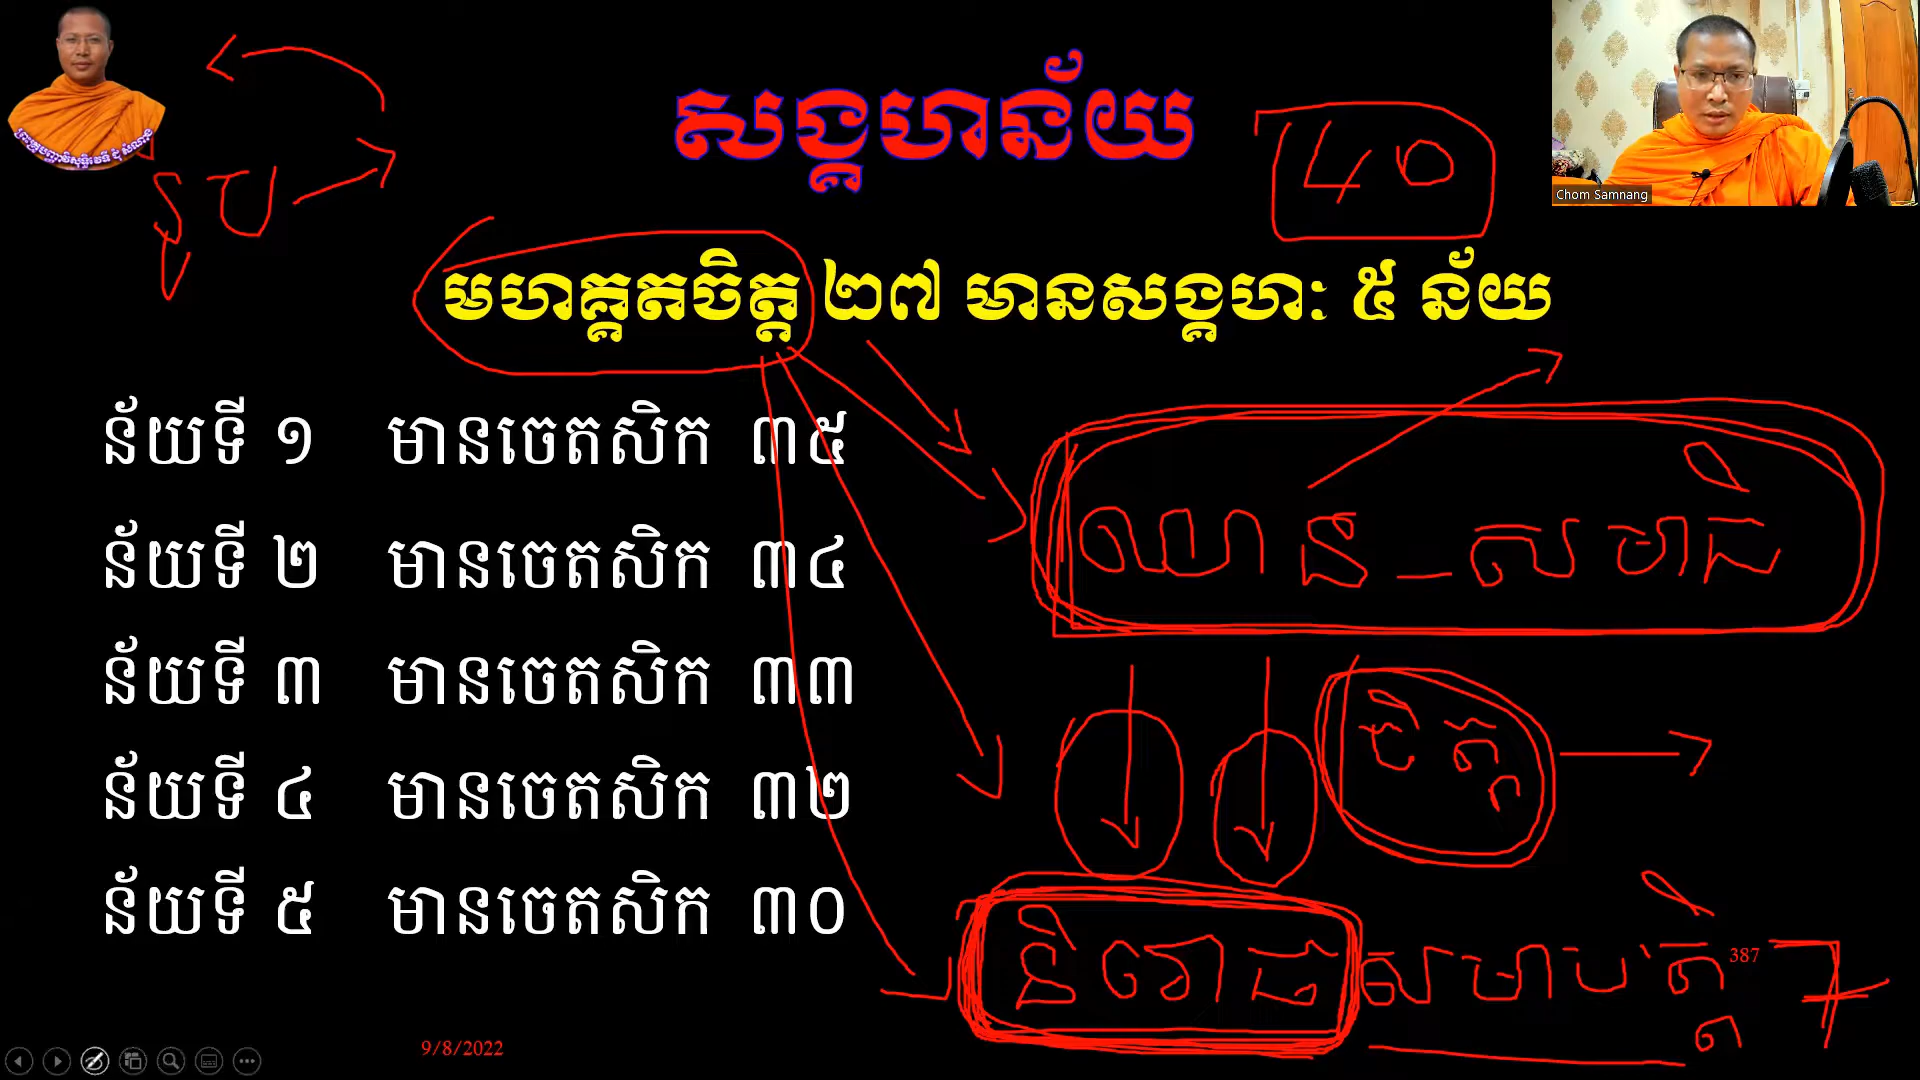 សង្គហន័យ
40
Chom Samnang
រូប
មហគ្គតចិត្ត ២៧ មានសង្គហៈ ៥ ន័យ
ន័យទី ១ មានចេតសិក ៣៥
ន័យទី ២ មានចេតសិក ៣៤
ន័យទី ៣ មានចេតសិក ៣៣
ន័យទី ៤ មានចេតសិក ៣២
ន័យទី ៥ មានចេតសិក ៣០
ឈាន - សមាធិ
ចិត្ត
និរោធសមាបត្តិ 7
387
9/8/2022